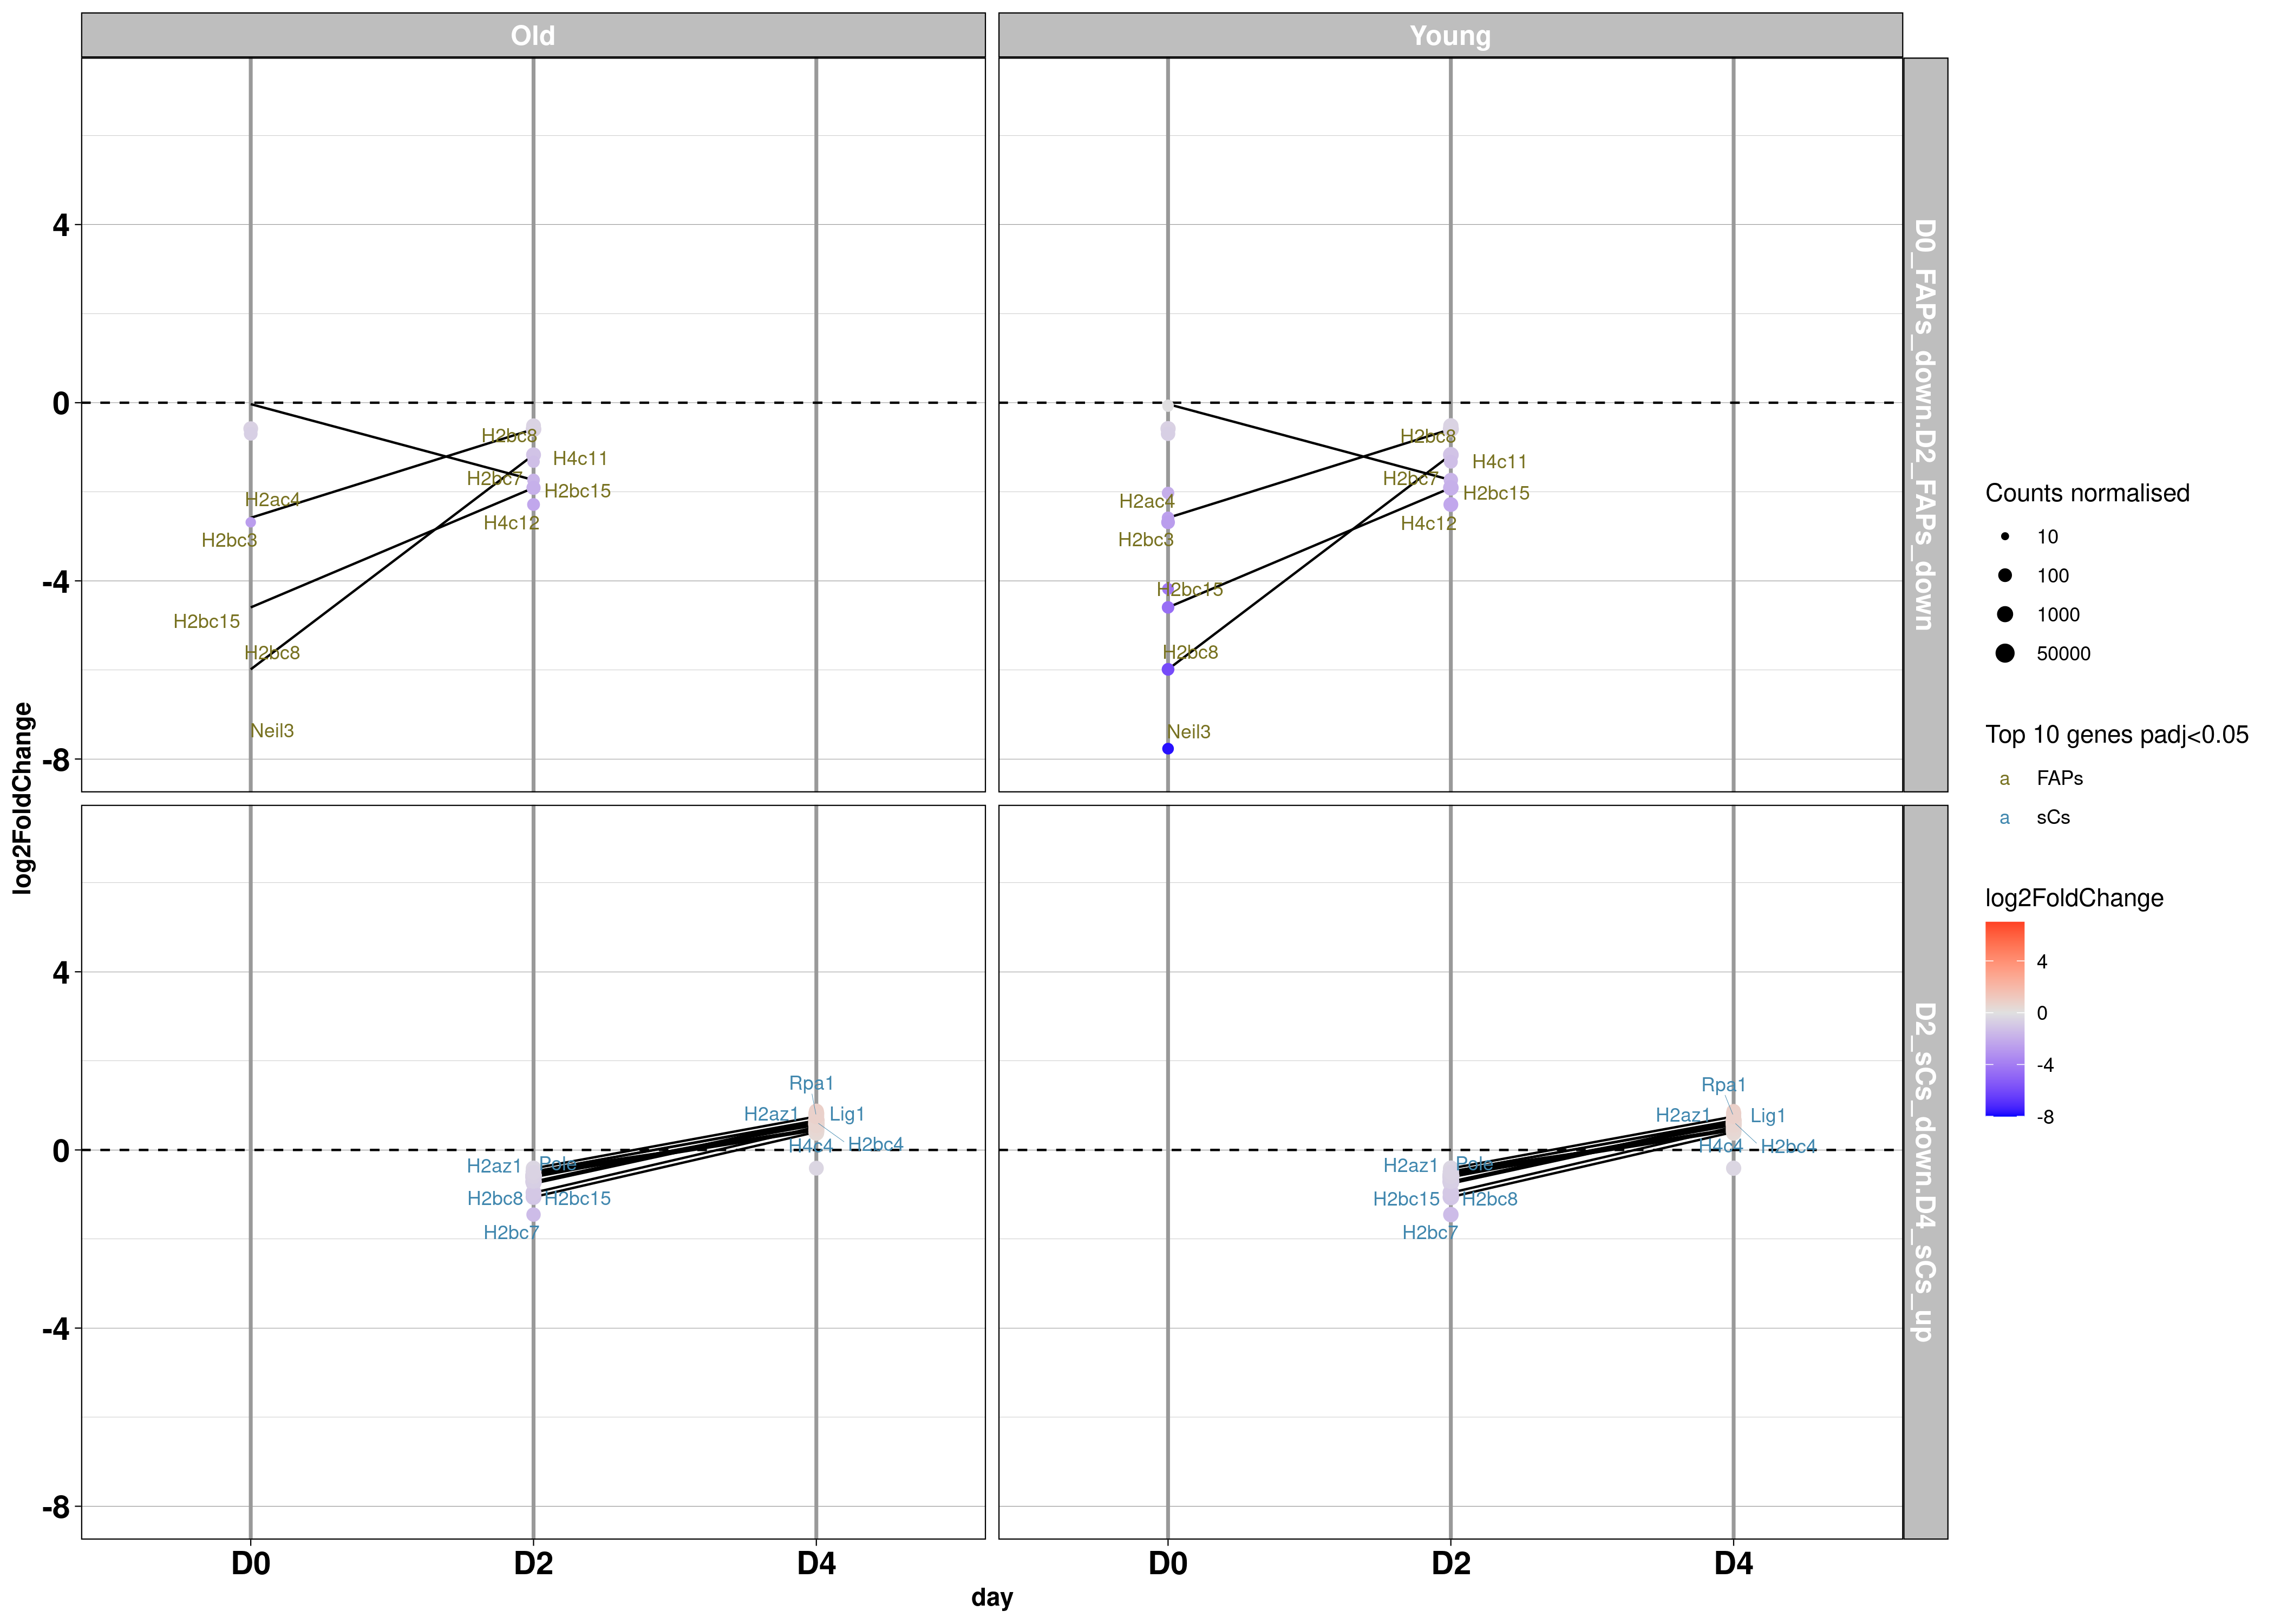 Old
Young
log2FoldChange
4
0
-4
-8
H2bc8
H4c11
H2bc7
H2bc15
H4c12
H2ac4
H2bc3
H2bc15
H2bc8
Neil3
H2bc8
H4c11
H2bc7
H2bc15
H4c12
H2ac4
H2bc3
H2bc15
H2bc8
Neil3
D0_FAPs_down.D2_FAPs_down
4
0
-4
-8
Rpa1
H2az1
Lig1
H4c4
H2bc4
H2az1
Pole
H2bc8
H2bc15
H2bc7
Rpa1
H2az1
Lig1
H4c4
H2bc4
H2az1
Pole
H2bc15
H2bc8
H2bc7
D2_sCs_down.D4_sCs_up
D0
D2
D4
D0
D2
D4
day
Counts normalised
10
100
1000
50000
Top 10 genes padj<0.05
a FAPs
a sCs
log2FoldChange
4
0
-4
-8